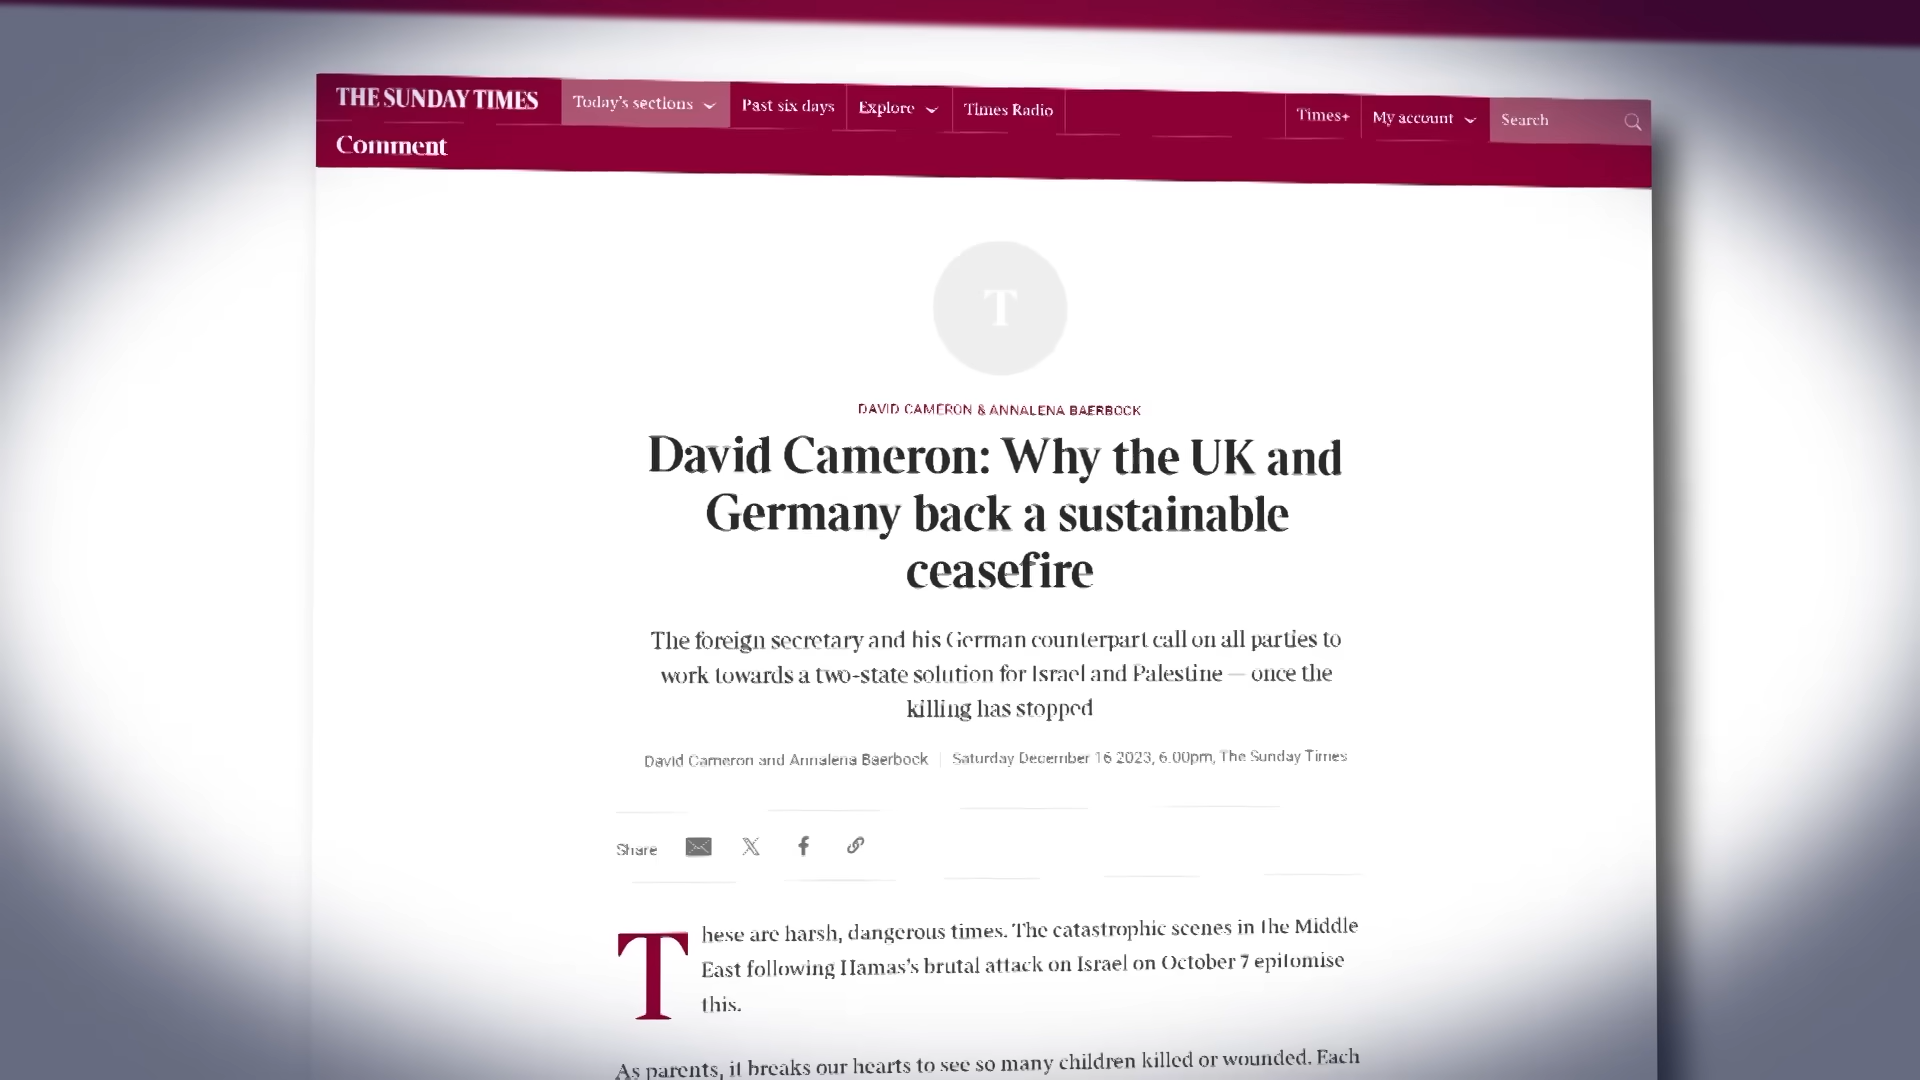 THE SUNDAY TIMES
Today's sections
Past six days
Explore
Times Radio
Times+
My account
Search
Comment
T
DAVID CAMERON & ANNALENA BAERBOCK
David Cameron: Why the UK and
Germany back a sustainable
ceasefire
The foreign secretary and his German counterpart call on all parties to
work towards a two-state solution for Israel and Palestine — once the
killing has stopped
David Cameron and Annalena Baerbock | Saturday December 16 2023, 6.00pm, The Sunday Times
Share
These are harsh, dangerous times. The catastrophic scenes in the Middle
East following Hamas's brutal attack on Israel on October 7 epitomise
this.
As parents, it breaks our hearts to see so many children killed or wounded. Each